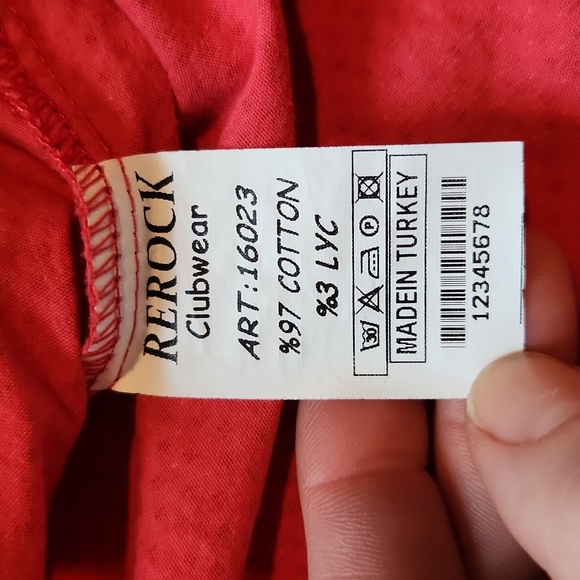 REROCK
Clubwear
ART:16023
%97 COTTON
%3 LYC
30 P
MADEIN TURKEY
12345678